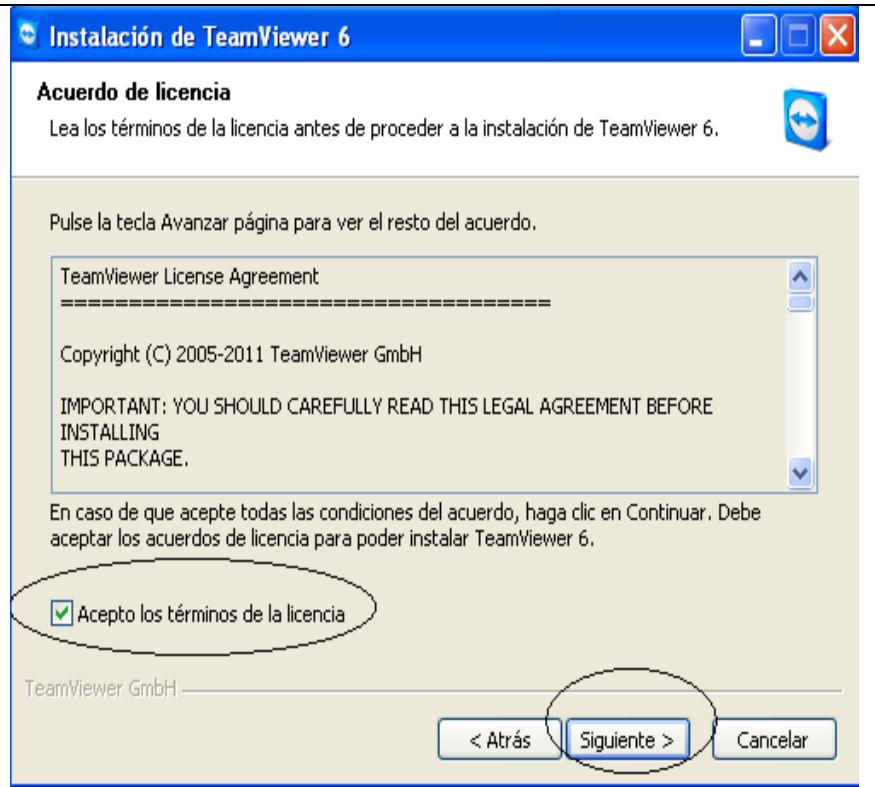 Instalación de TeamViewer 6
Acuerdo de licencia
Lea los términos de la licencia antes de proceder a la instalación de TeamViewer 6.
Pulse la tecla Avanzar página para ver el resto del acuerdo.
TeamViewer License Agreement
====================================
Copyright (C) 2005-2011 TeamViewer GmbH
IMPORTANT: YOU SHOULD CAREFULLY READ THIS LEGAL AGREEMENT BEFORE
INSTALLING
THIS PACKAGE.
En caso de que acepte todas las condiciones del acuerdo, haga clic en Continuar. Debe
aceptar los acuerdos de licencia para poder instalar TeamViewer 6.
Acepto los términos de la licencia
TeamViewer GmbH
< Atrás Siguiente > Cancelar